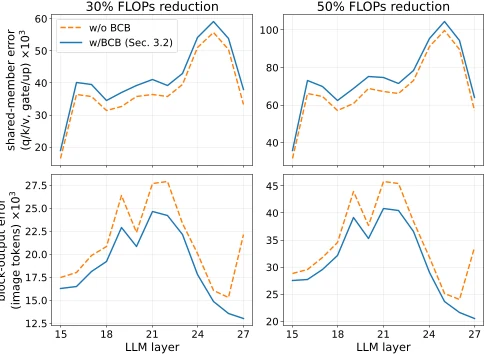 30% FLOPs reduction
50% FLOPs reduction
shared-member error
(q/k/v, gate/up) ×10³
60
50
40
30
20
w/o BCB
w/BCB (Sec. 3.2)
100
80
60
40
block-output error
(image tokens) ×10³
27.5
25.0
22.5
20.0
17.5
15.0
12.5
45
40
35
30
25
20
15 18 21 24 27
15 18 21 24 27
LLM layer
LLM layer